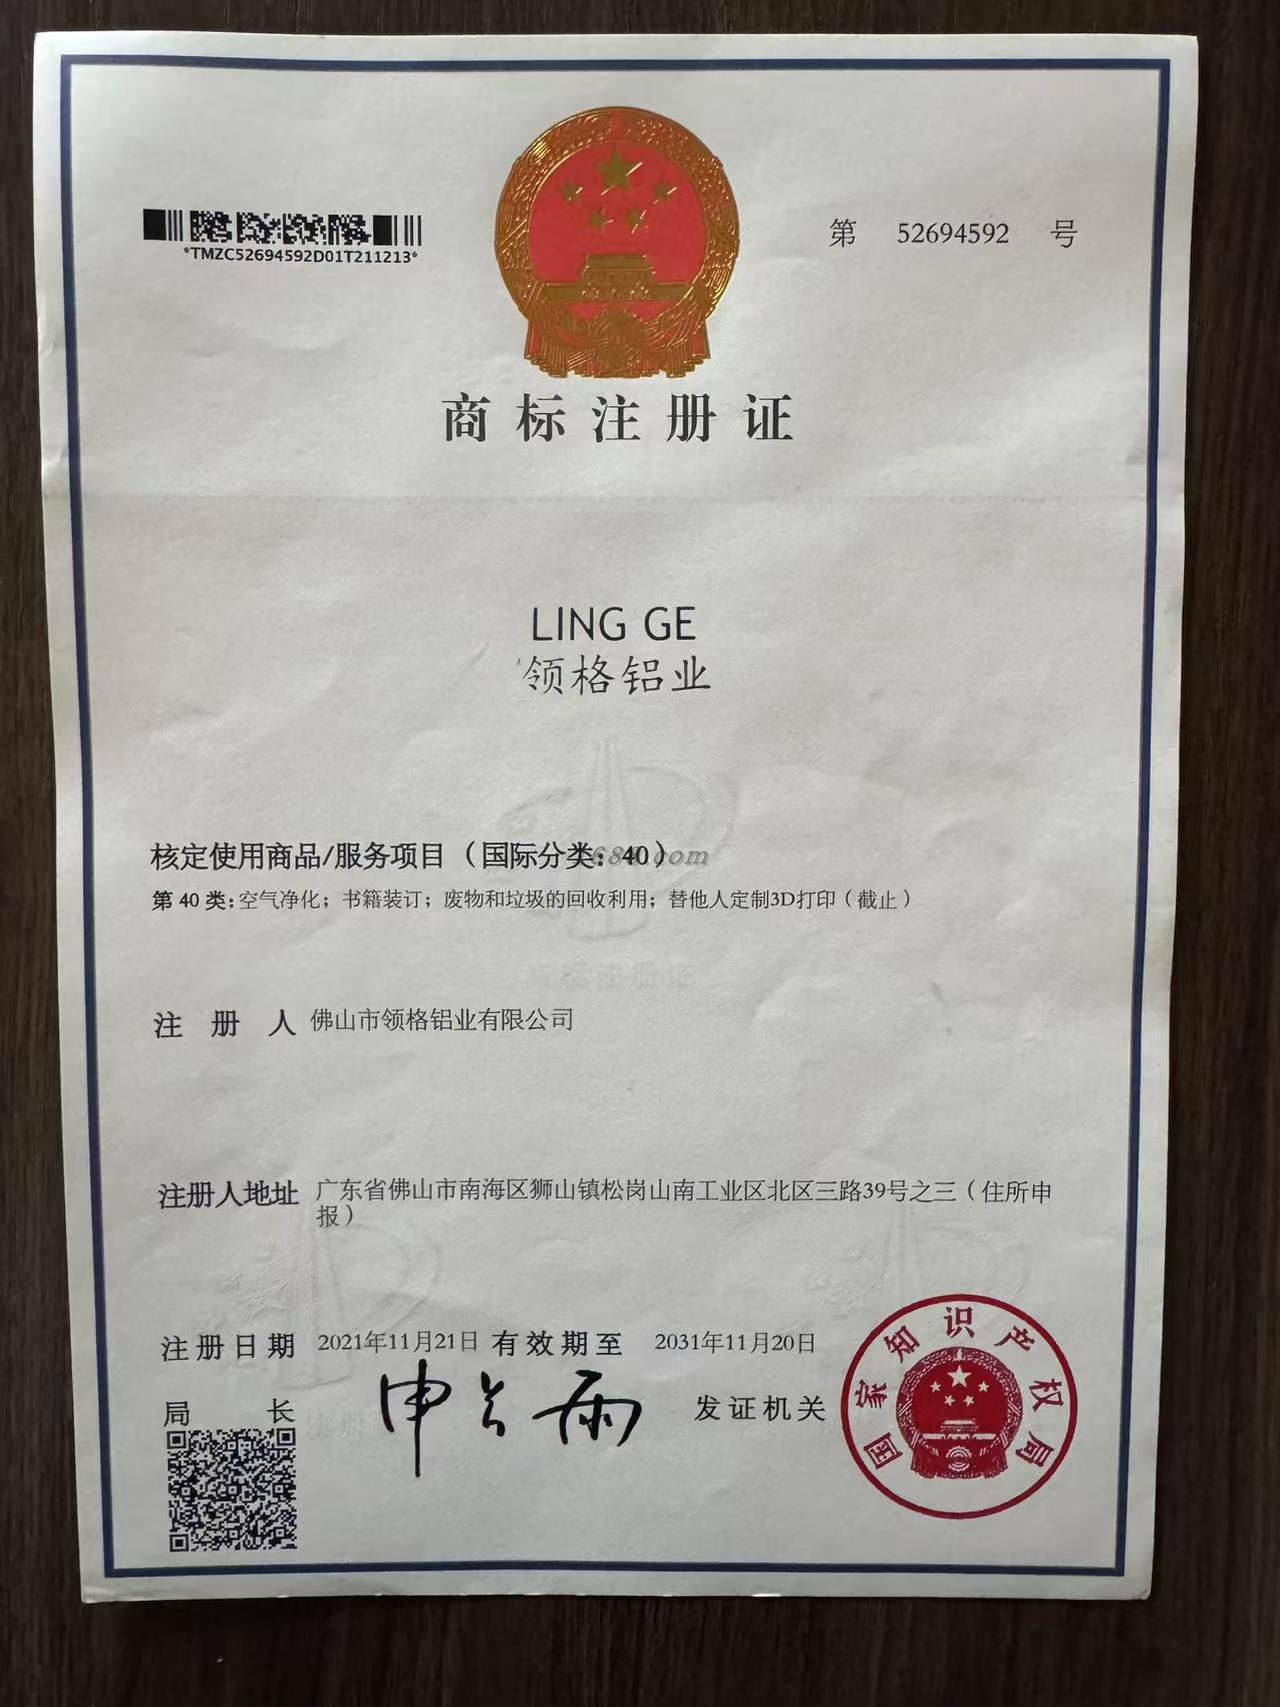 第 52694592 号
*TMZC52694592D01T211213*
商标注册证
LING GE
领格铝业
核定使用商品/服务项目（国际分类：40）
第 40 类：空气净化；书籍装订；废物和垃圾的回收利用；替他人定制3D打印（截止）
注册人 佛山市领格铝业有限公司
注册人地址 广东省佛山市南海区狮山镇松岗山南工业区北区三路39号之三（住所申
报）
注册日期 2021年11月21日 有效期至 2031年11月20日
局长 申长雨 发证机关
国家知识产权局